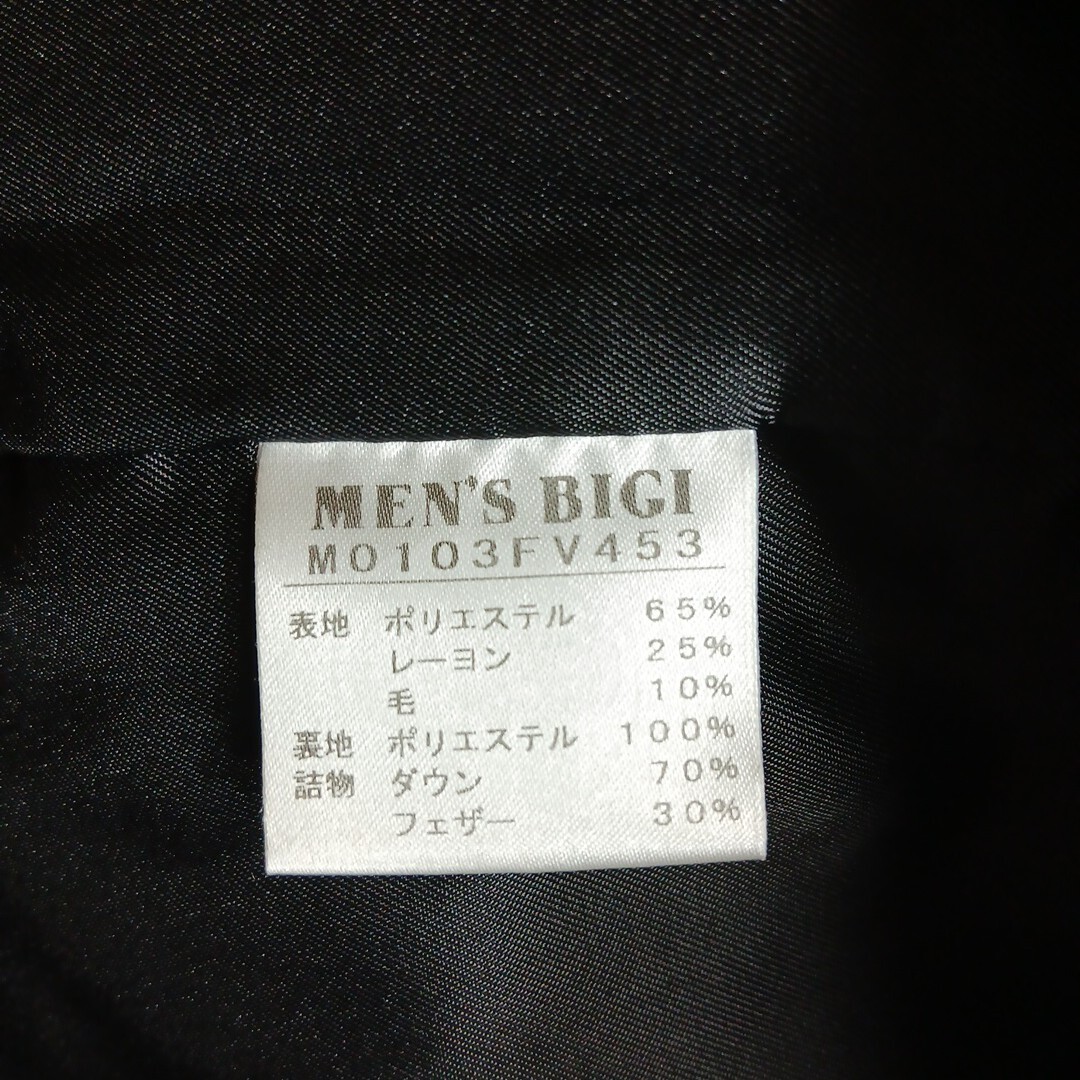 MEN'S BIGI
M0103FV453
表地 ポリエステル 65%
レーヨン 25%
毛 10%
裏地 ポリエステル 100%
詰物 ダウン 70%
フェザー 30%